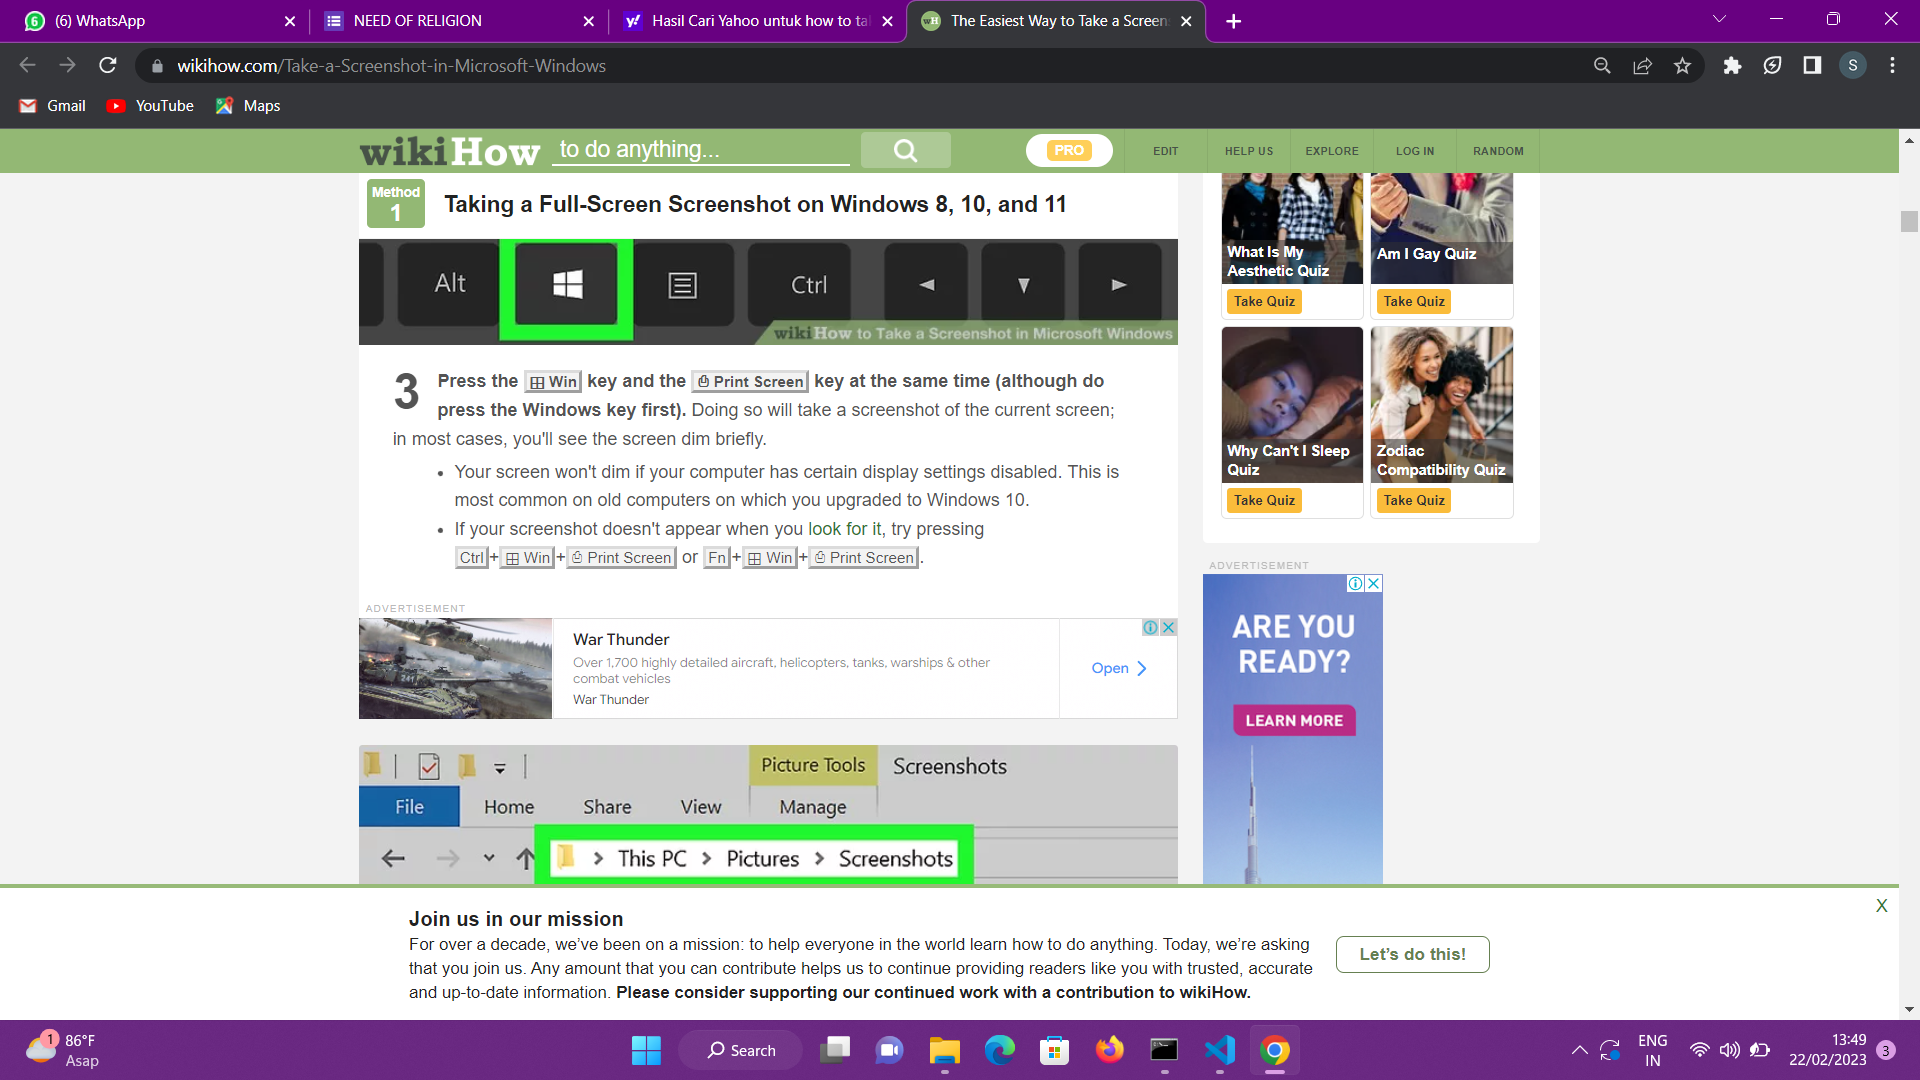 (6) WhatsApp
NEED OF RELIGION
Hasil Cari Yahoo untuk how to ta
The Easiest Way to Take a Screen
wikihow.com/Take-a-Screenshot-in-Microsoft-Windows
S
Gmail
YouTube
Maps
wikiHow to do anything...
PRO
EDIT
HELP US
EXPLORE
LOG IN
RANDOM
Method
1
Taking a Full-Screen Screenshot on Windows 8, 10, and 11
Alt
Ctrl
wikiHow to Take a Screenshot in Microsoft Windows
3 Press the Win key and the Print Screen key at the same time (although do
press the Windows key first). Doing so will take a screenshot of the current screen;
in most cases, you'll see the screen dim briefly.
• Your screen won't dim if your computer has certain display settings disabled. This is
most common on old computers on which you upgraded to Windows 10.
• If your screenshot doesn't appear when you look for it, try pressing
Ctrl+Win+Print Screen or Fn+Win+Print Screen.
ADVERTISEMENT
241
War Thunder
Over 1,700 highly detailed aircraft, helicopters, tanks, warships & other
combat vehicles
War Thunder
Open
Picture Tools
Screenshots
File
Home
Share
View
Manage
This PC > Pictures > Screenshots
What Is My
Aesthetic Quiz
Take Quiz
Am I Gay Quiz
Take Quiz
Why Can't I Sleep
Quiz
Take Quiz
Zodiac
Compatibility Quiz
Take Quiz
ADVERTISEMENT
ARE YOU
READY?
LEARN MORE
Join us in our mission
X
For over a decade, we've been on a mission: to help everyone in the world learn how to do anything. Today, we're asking
that you join us. Any amount that you can contribute helps us to continue providing readers like you with trusted, accurate
and up-to-date information. Please consider supporting our continued work with a contribution to wikiHow.
Let's do this!
1
86°F
Asap
Search
ENG
IN
13:49
22/02/2023
3